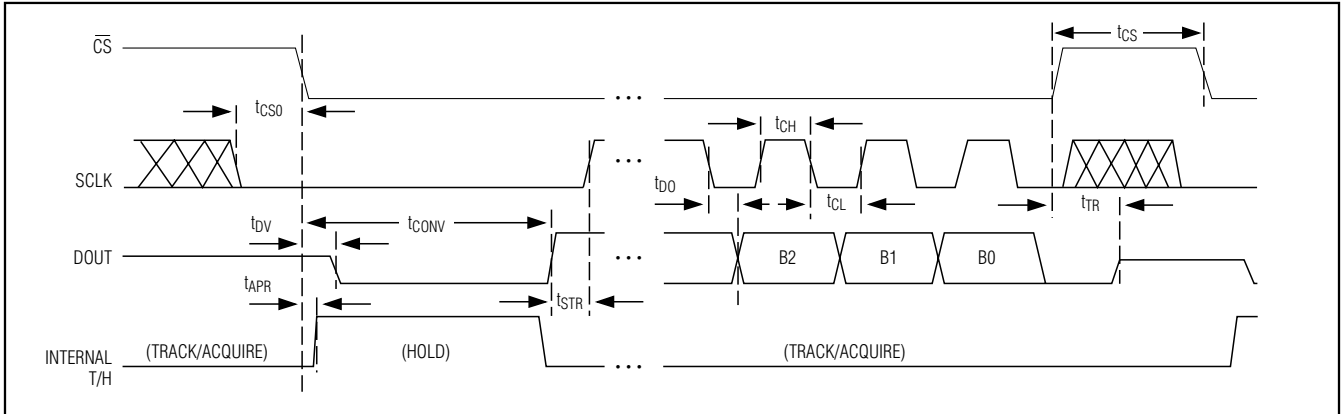 CS
tCS
tCS0
tCH
SCLK
tDO
tCL
tTR
tDV
tCONV
DOUT
B2
B1
B0
tAPR
tSTR
(TRACK/ACQUIRE)
(HOLD)
(TRACK/ACQUIRE)
INTERNAL
T/H